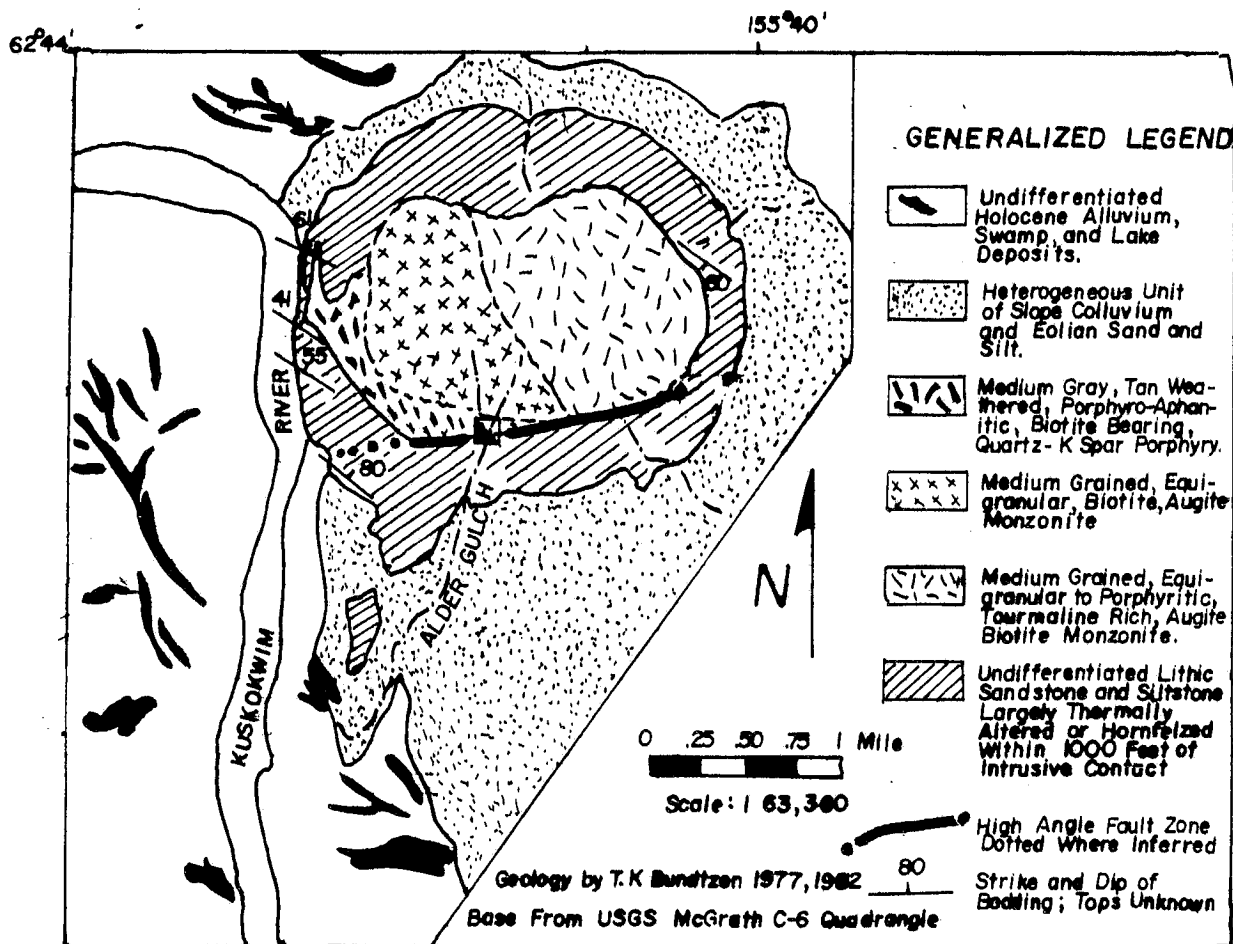 155°40'
62°44'
GENERALIZED LEGEND
Undifferentiated
Holocene Alluvium,
Swamp, and Lake
Deposits.
Heterogeneous Unit
of Slope Colluvium
and Eolian Sand and
Silt.
Medium Gray, Tan Wea-
thered, Porphyro-Aphan-
itic, Biotite Bearing,
Quartz-K Spar Porphyry.
Medium Grained, Equi-
granular, Biotite, Augite
Monzonite
Medium Grained, Equi-
granular to Porphyritic,
Tourmaline Rich, Augite
Biotite Monzonite.
Undifferentiated Lithic
Sandstone and Siltstone
Largely Thermally
Altered or Hornfelzed
Within 1000 Feet of
Intrusive Contact
High Angle Fault Zone
Dotted Where Inferred
80
Strike and Dip of
Bedding; Tops Unknown
61
41
55
80
80
KUSKOKWIM RIVER
ALDER GULCH
N
0 .25 .50 .75 1 Mile
Scale: 1 63,360
Geology by T.K Bundtzen 1977, 1982
Base From USGS McGrath C-6 Quadrangle